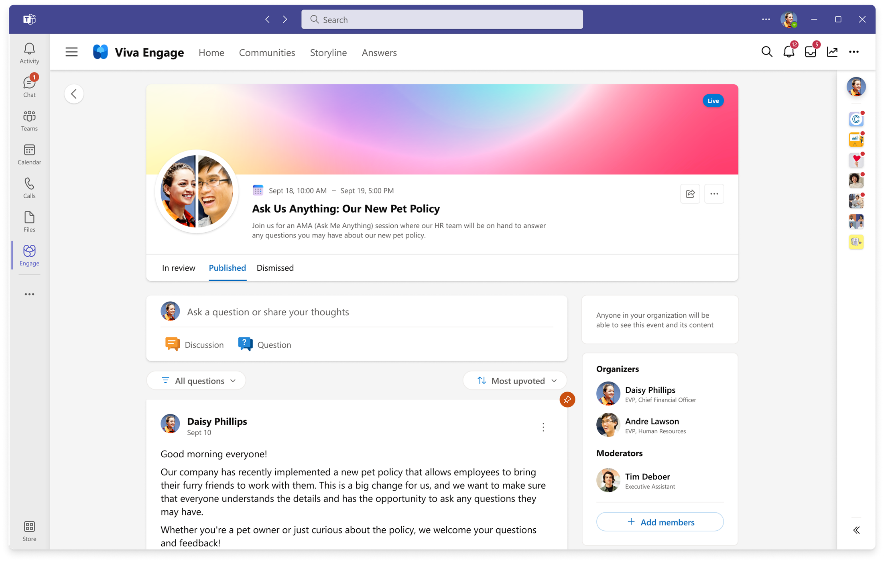 Search
Activity
1
Chat
Teams
Calendar
Calls
Files
Engage
Store
Viva Engage
Home
Communities
Storyline
Answers
Live
Sept 18, 10:00 AM – Sept 19, 5:00 PM
Ask Us Anything: Our New Pet Policy
Join us for an AMA (Ask Me Anything) session where our HR team will be on hand to answer
any questions you may have about our new pet policy.
In review
Published
Dismissed
Ask a question or share your thoughts
Discussion
Question
All questions
Most upvoted
Daisy Phillips
Sept 10
Good morning everyone!
Our company has recently implemented a new pet policy that allows employees to bring
their furry friends to work with them. This is a big change for us, and we want to make sure
that everyone understands the details and has the opportunity to ask any questions they
may have.
Whether you're a pet owner or just curious about the policy, we welcome your questions
and feedback!
Anyone in your organization will be
able to see this event and its content
Organizers
Daisy Phillips
EVP, Chief Financial Officer
Andre Lawson
EVP, Human Resources
Moderators
Tim Deboer
Executive Assistant
Add members